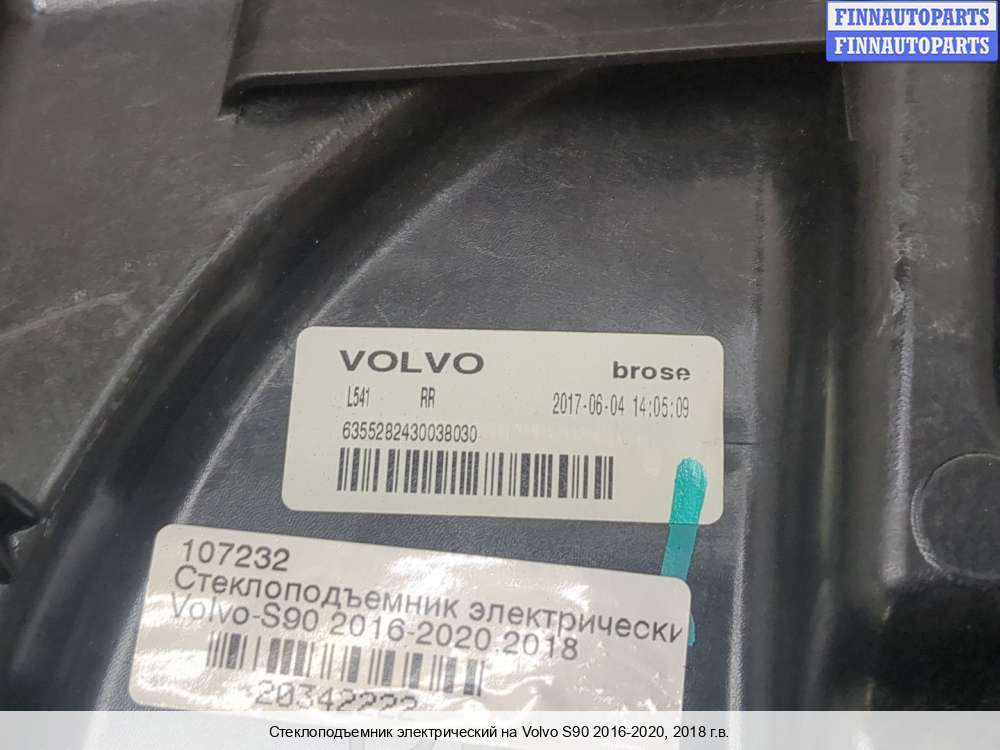 FINNAUTOPARTS
FINNAUTOPARTS
VOLVO brose
L541 RR 2017-06-04 14:05:09
6355282430038030
107232
Стеклоподъемник электрически
Volvo-S90 2016-2020,2018
20342222
Стеклоподъемник электрический на Volvo S90 2016-2020, 2018 г.в.